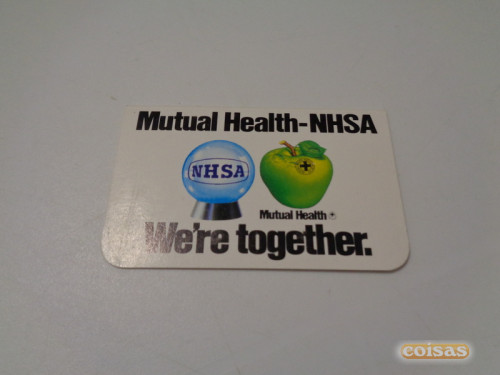 Mutual Health-NHSA
NHSA
Mutual Health
We're together.
coisas